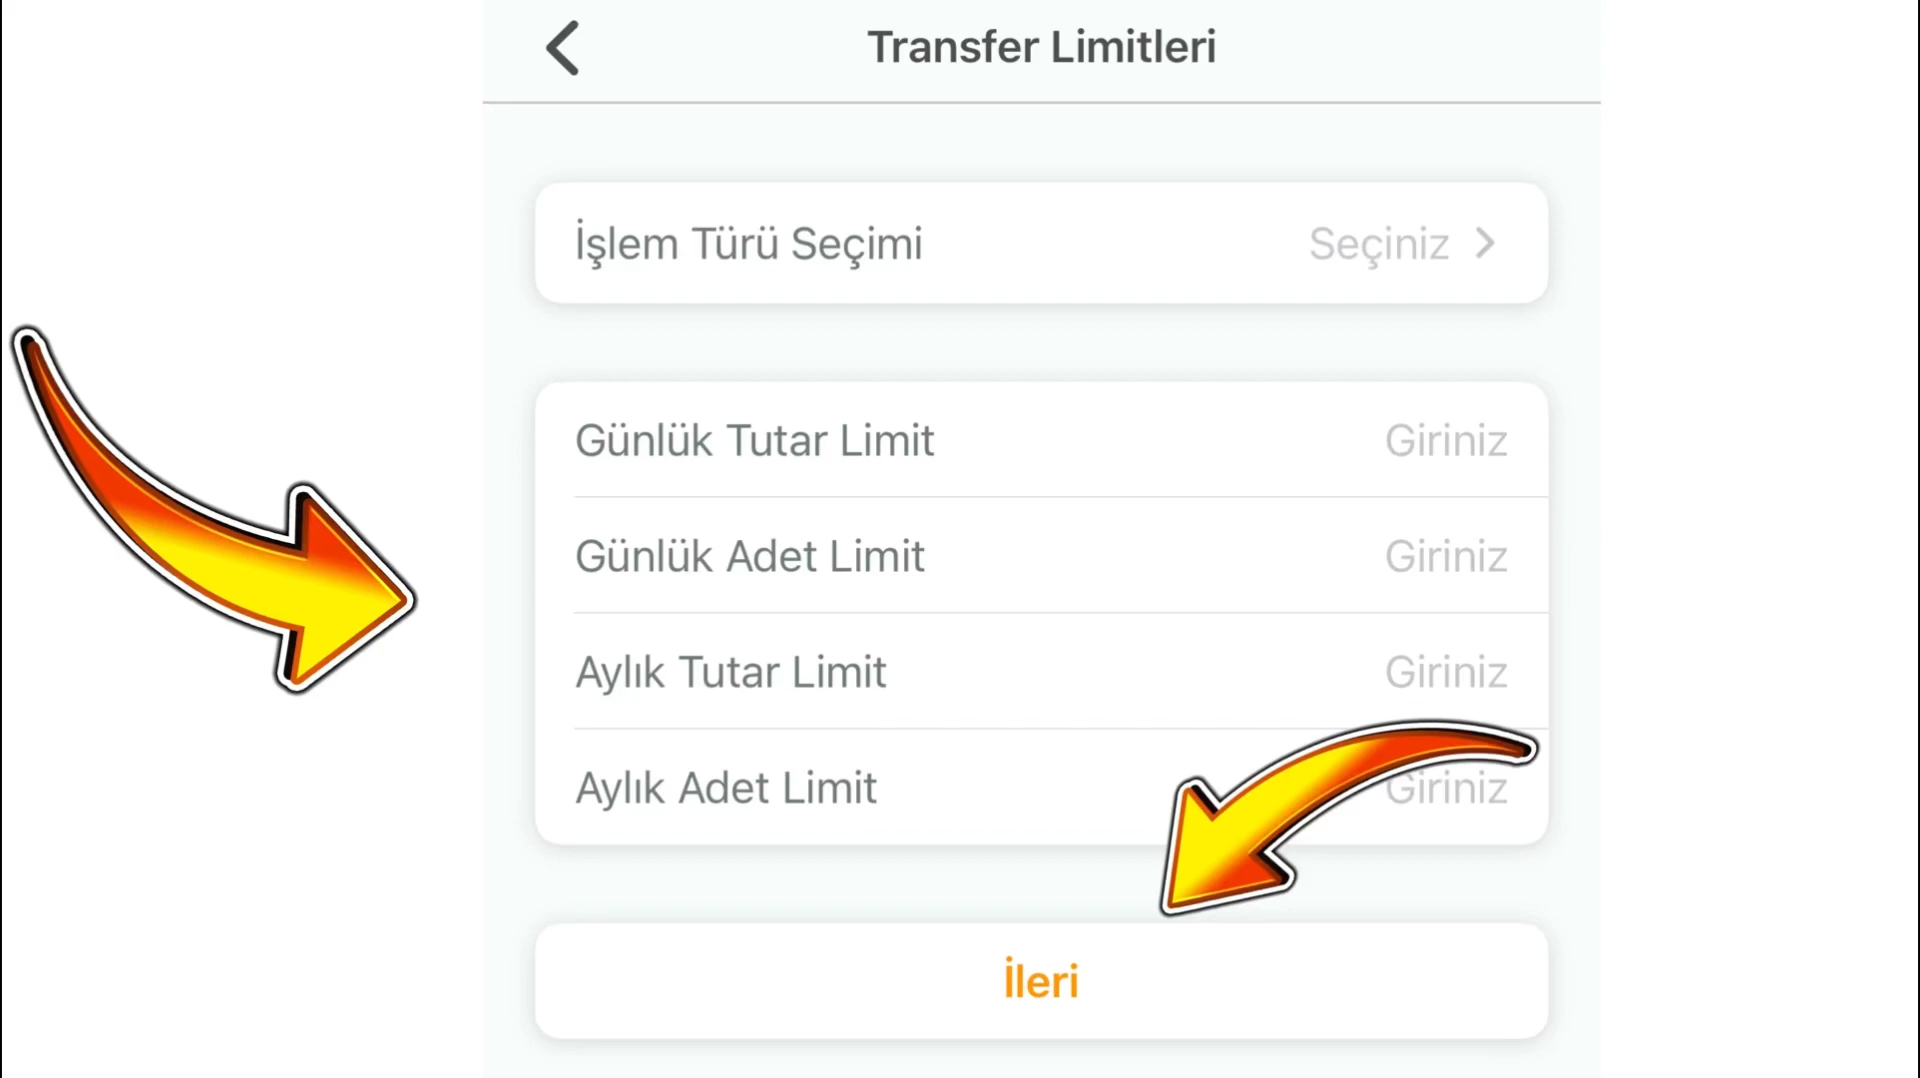 Transfer Limitleri
İşlem Türü Seçimi Seçiniz
Günlük Tutar Limit Giriniz
Günlük Adet Limit Giriniz
Aylık Tutar Limit Giriniz
Aylık Adet Limit Giriniz
İleri